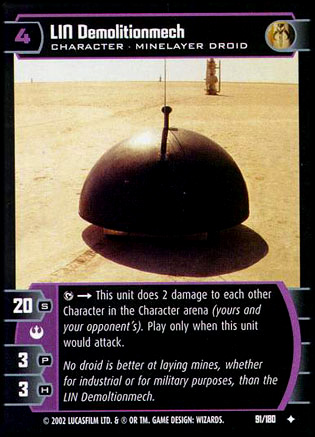 4 LIN Demolitionmech
CHARACTER · MINELAYER DROID
20 S
→ This unit does 2 damage to each other
Character in the Character arena (yours and
your opponent's). Play only when this unit
would attack.
3 P
3 H
No droid is better at laying mines, whether
for industrial or for military purposes, than the
LIN Demolitionmech.
© 2002 LUCASFILM LTD. & ® OR TM. GAME DESIGN: WIZARDS. 91/180